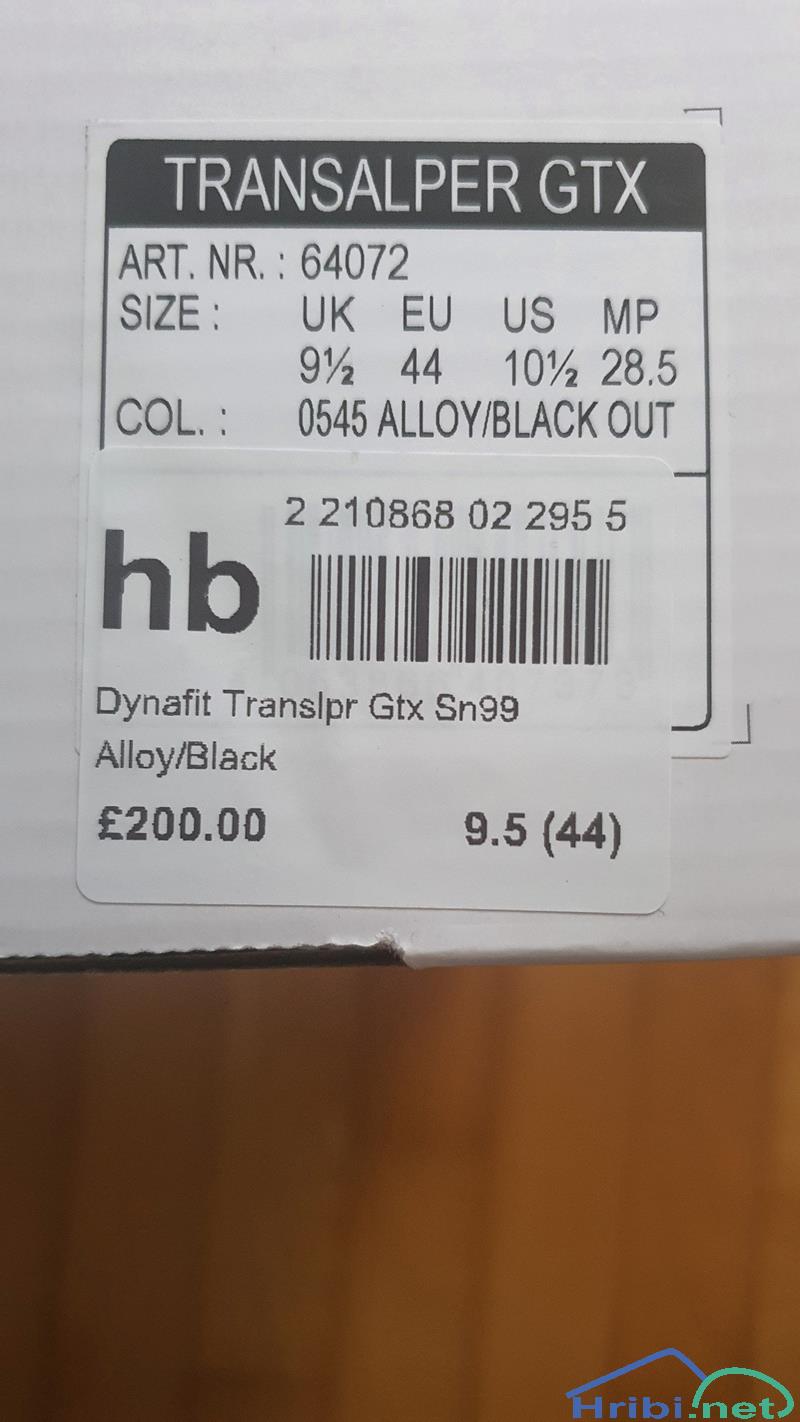 TRANSALPER GTX
ART. NR. : 64072
SIZE : UK EU US MP
9½ 44 10½ 28.5
COL. : 0545 ALLOY/BLACK OUT
2 210868 02 295 5
hb
Dynafit Translpr Gtx Sn99
Alloy/Black
£200.00 9.5 (44)
Hribi.net